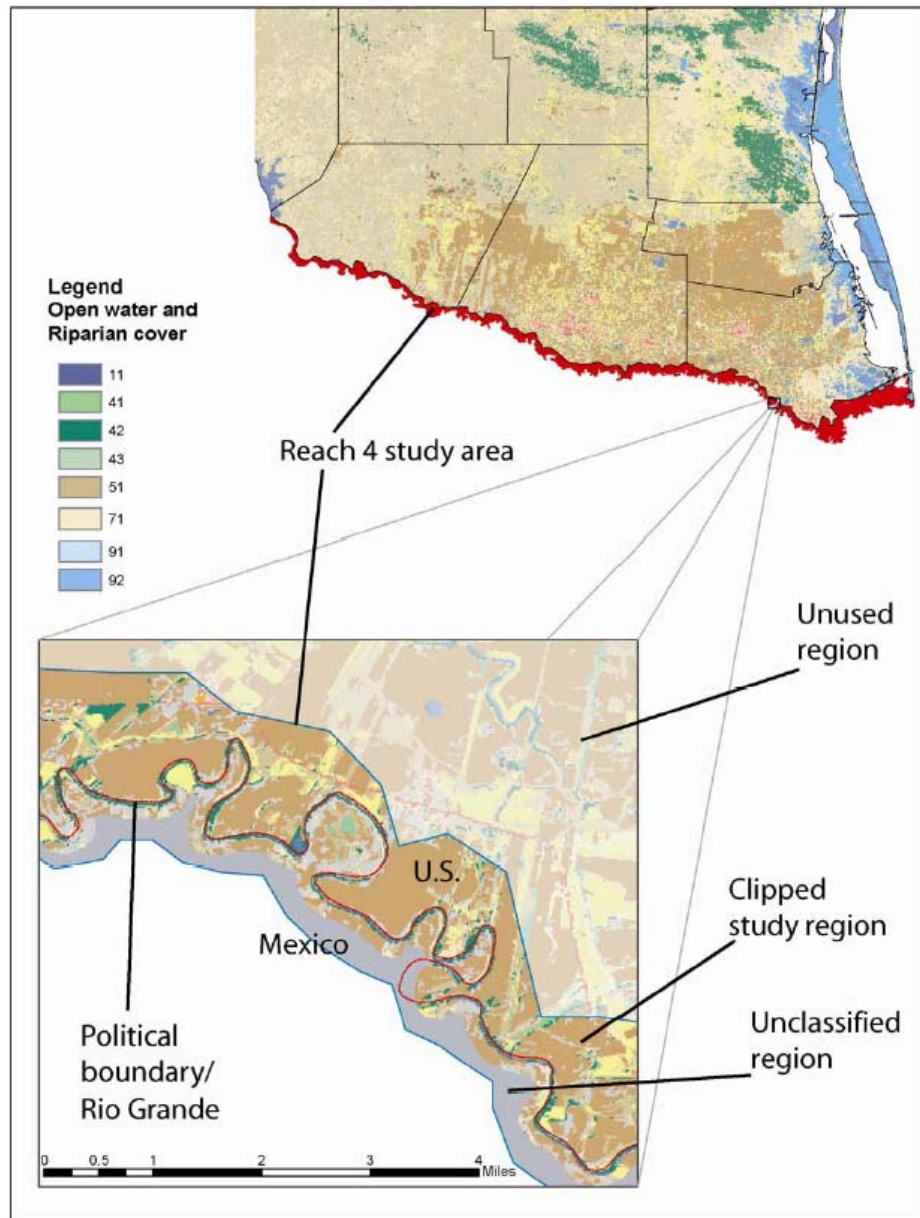 Legend
Open water and
Riparian cover
11
41
42
43
51
71
91
92
Reach 4 study area
Unused
region
U.S.
Mexico
Clipped
study region
Unclassified
region
Political
boundary/
Rio Grande
0 0.5 1 2 3 4
Miles